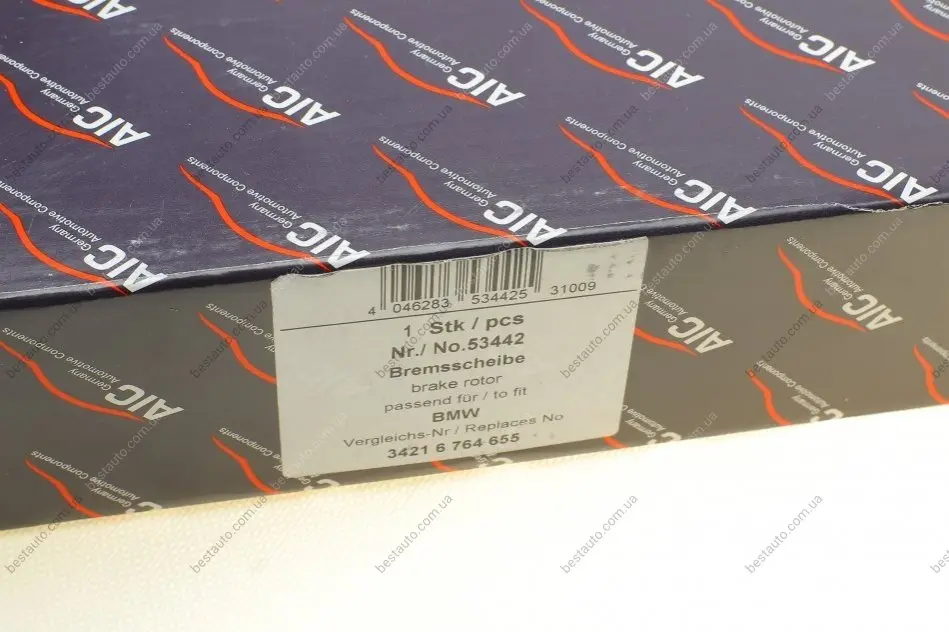 AIC
Germany
Automotive Components
4 046283 534425 31009
1 Stk / pcs
Nr./ No.53442
Bremsscheibe
brake rotor
passend für / to fit
BMW
Vergleichs-Nr / Replaces No
3421 6 764 655
bestauto.com.ua